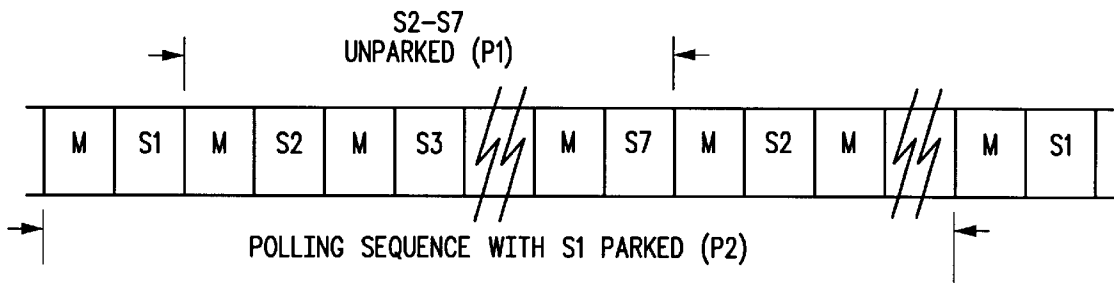 S2–S7
UNPARKED (P1)
M S1 M S2 M S3 M S7 M S2 M M S1
POLLING SEQUENCE WITH S1 PARKED (P2)